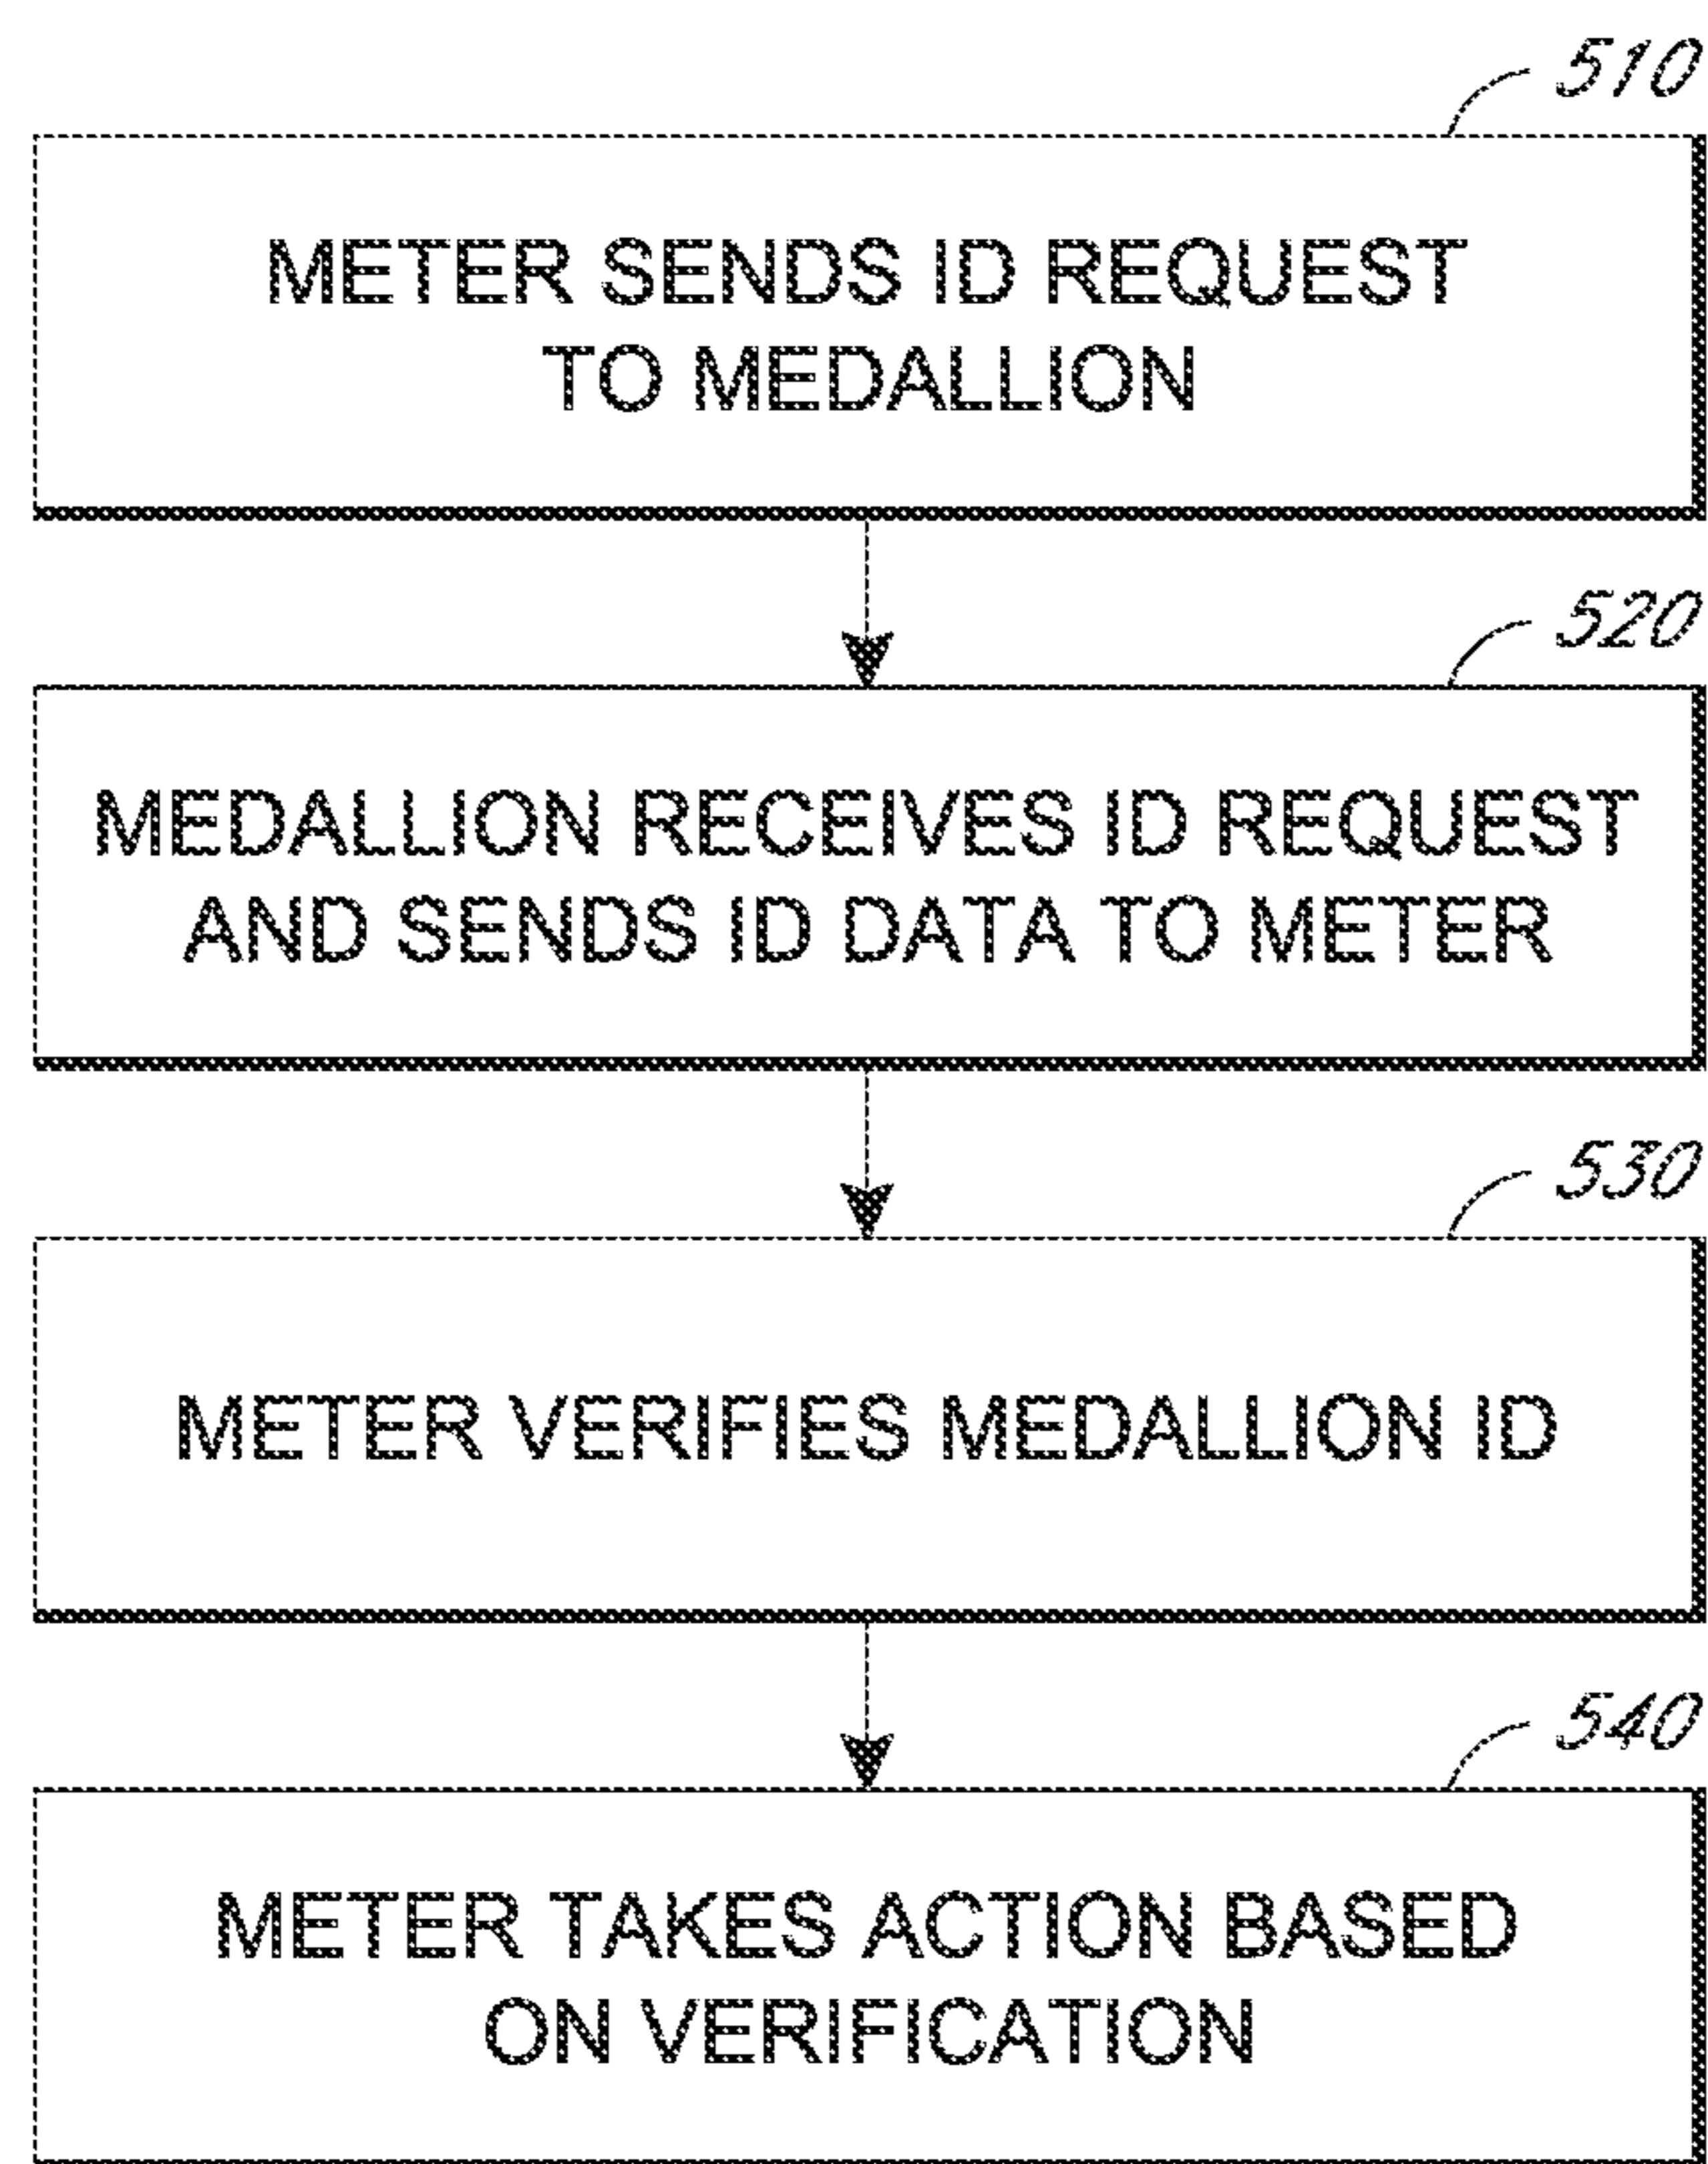 510
METER SENDS ID REQUEST
TO MEDALLION
520
MEDALLION RECEIVES ID REQUEST
AND SENDS ID DATA TO METER
530
METER VERIFIES MEDALLION ID
540
METER TAKES ACTION BASED
ON VERIFICATION